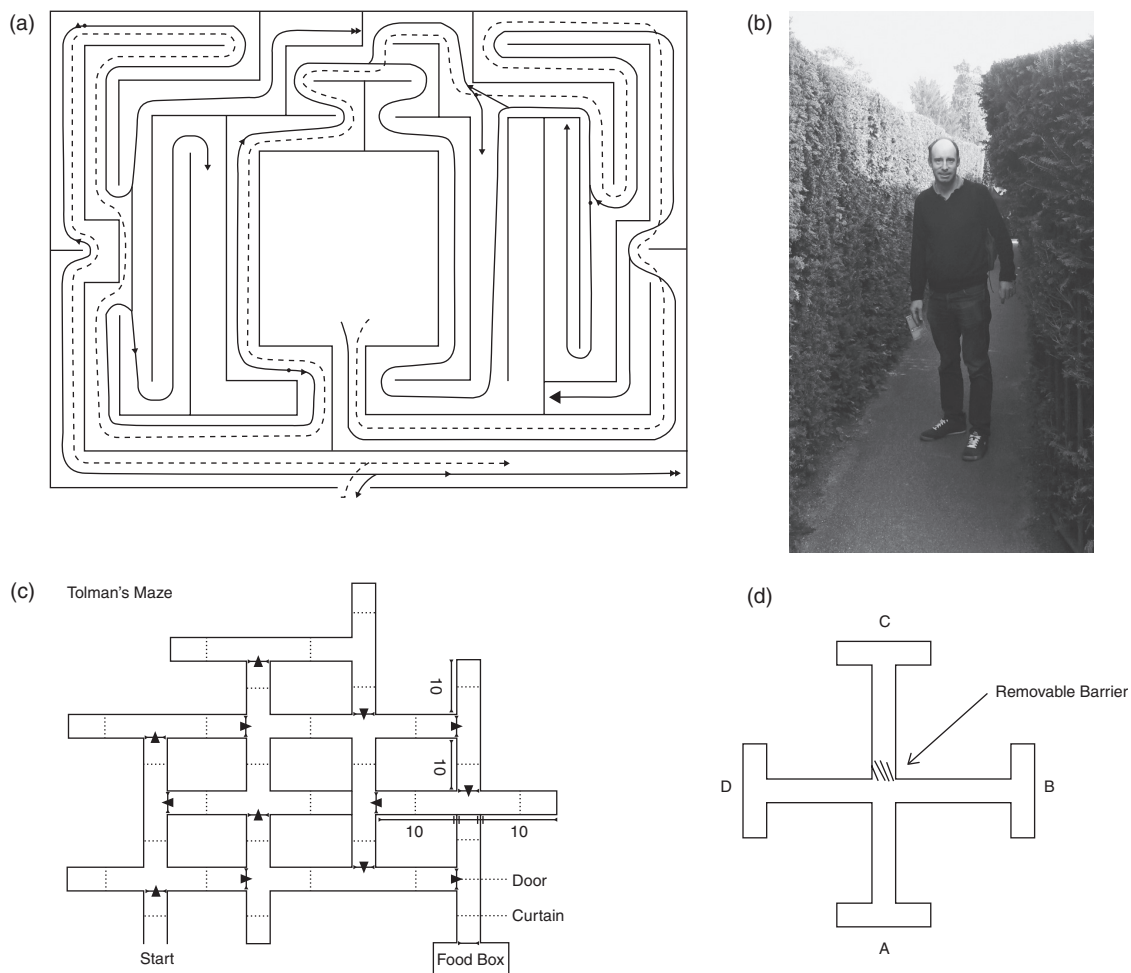 (a)
(b)
(c)
Tolman's Maze
10
10
10
10
Door
Curtain
Start
Food Box
(d)
C
Removable Barrier
D
B
A